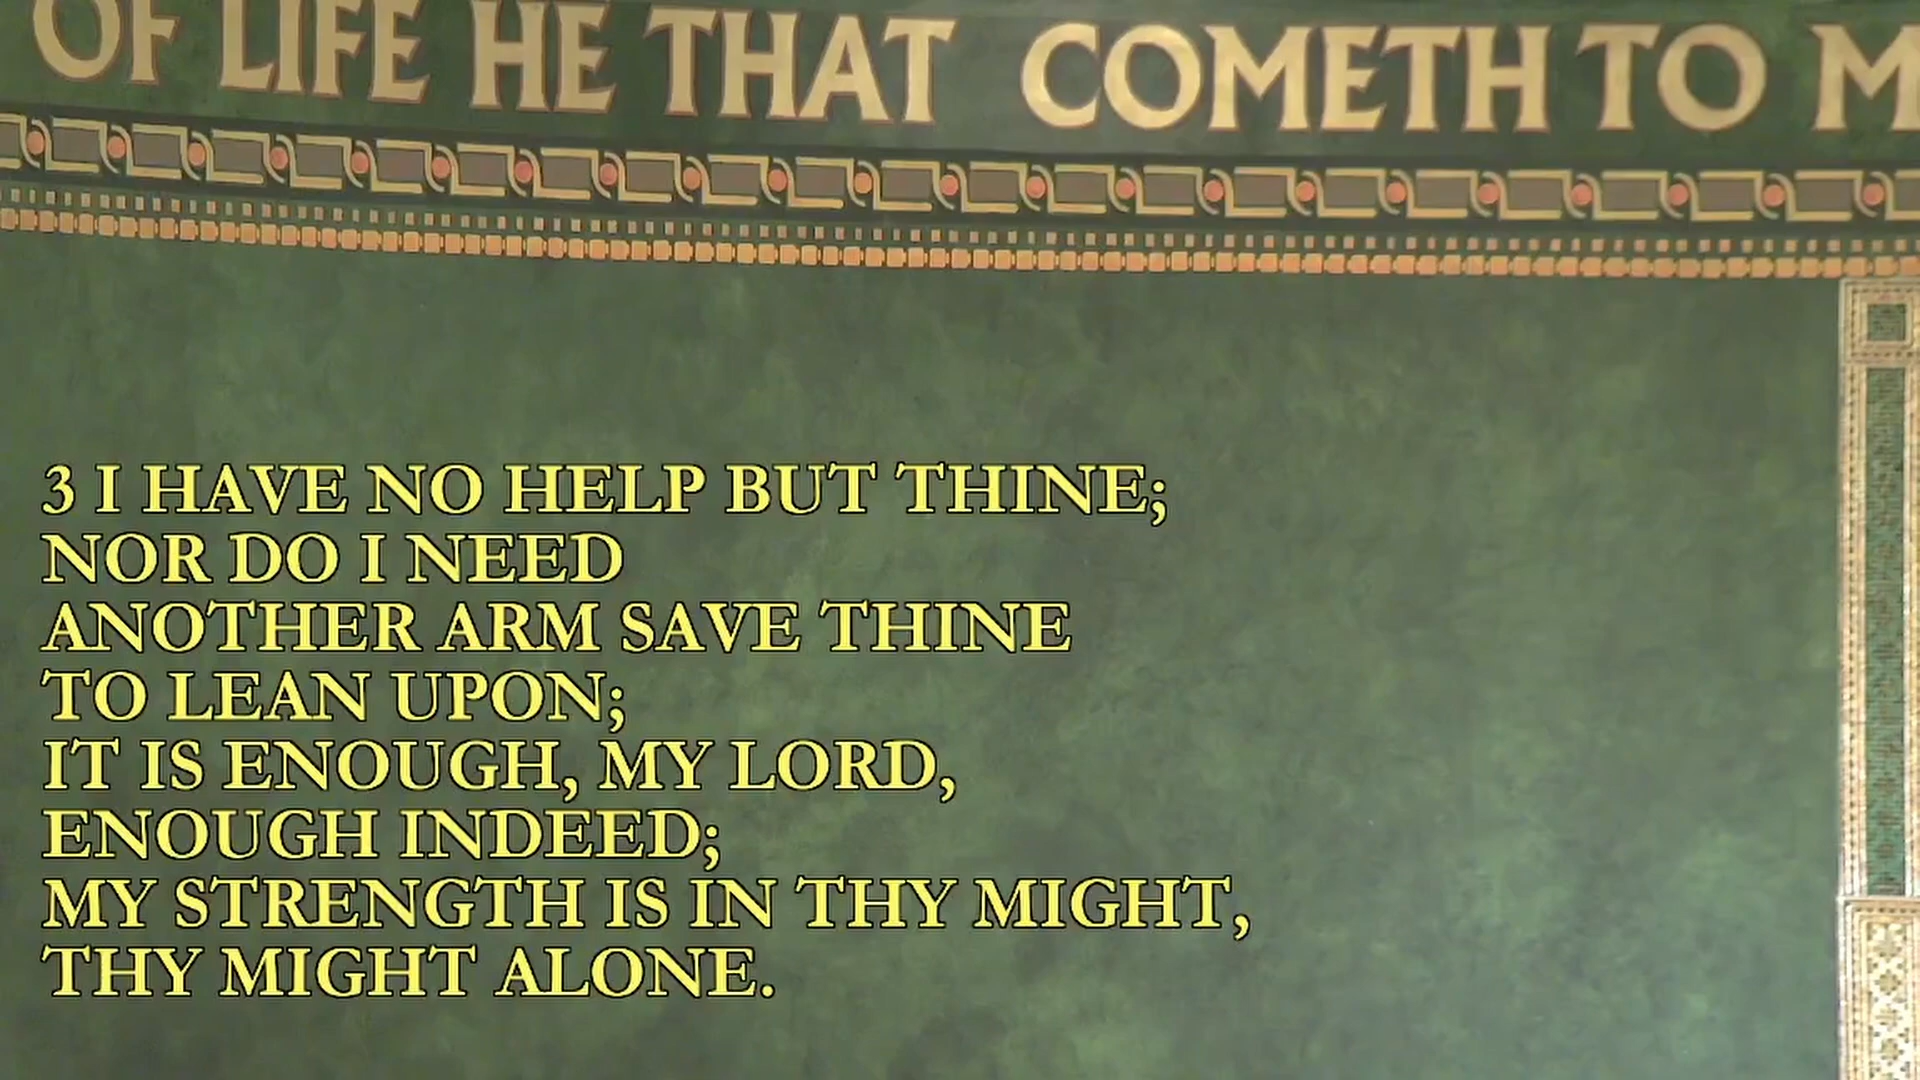 OF LIFE HE THAT COMETH TO M
3 I HAVE NO HELP BUT THINE;
NOR DO I NEED
ANOTHER ARM SAVE THINE
TO LEAN UPON;
IT IS ENOUGH, MY LORD,
ENOUGH INDEED;
MY STRENGTH IS IN THY MIGHT,
THY MIGHT ALONE.